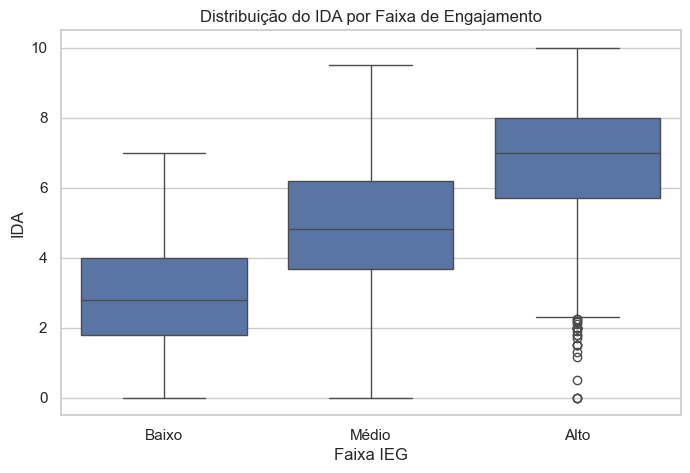 Distribuição do IDA por Faixa de Engajamento
10
8
6
4
2
0
IDA
Baixo
Médio
Alto
Faixa IEG